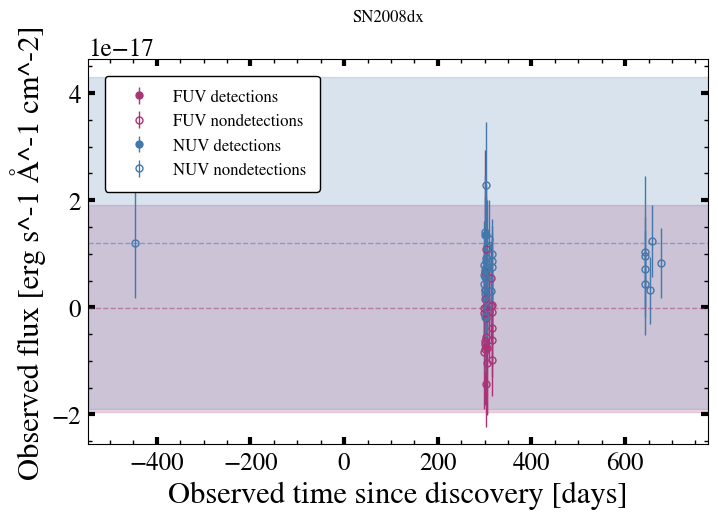 SN2008dx
1e−17
FUV detections
FUV nondetections
NUV detections
NUV nondetections
4
2
0
−2
−400
−200
0
200
400
600
Observed flux [erg s^-1 Å^-1 cm^-2]
Observed time since discovery [days]